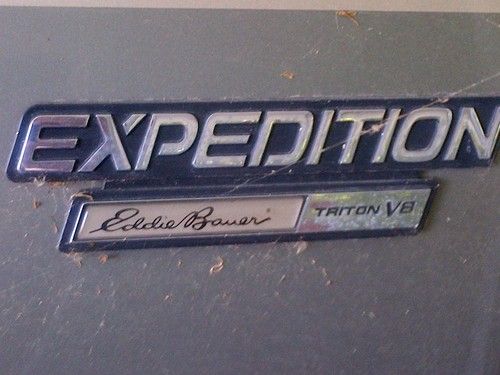 EXPEDITION
Eddie Bauer TRITON V8